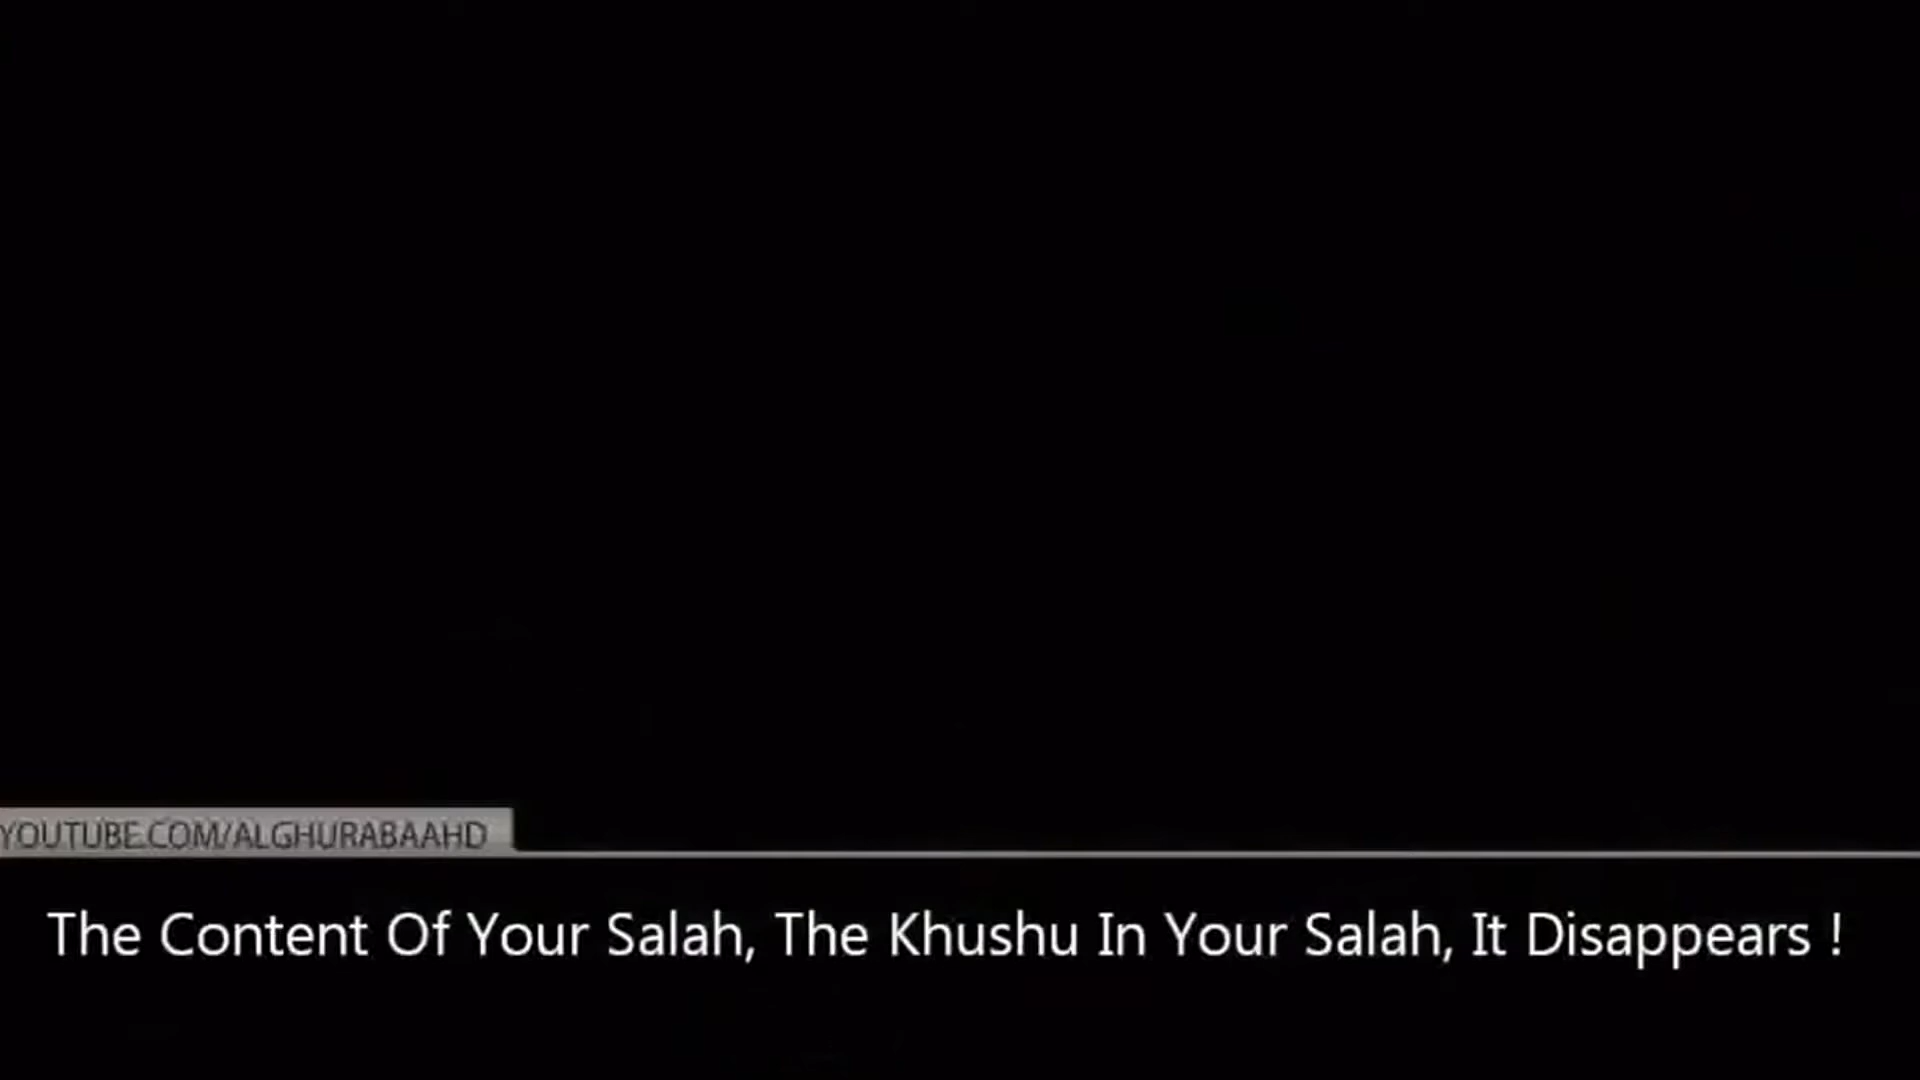 YOUTUBE.COM/ALGHURABAAHD
The Content Of Your Salah, The Khushu In Your Salah, It Disappears !